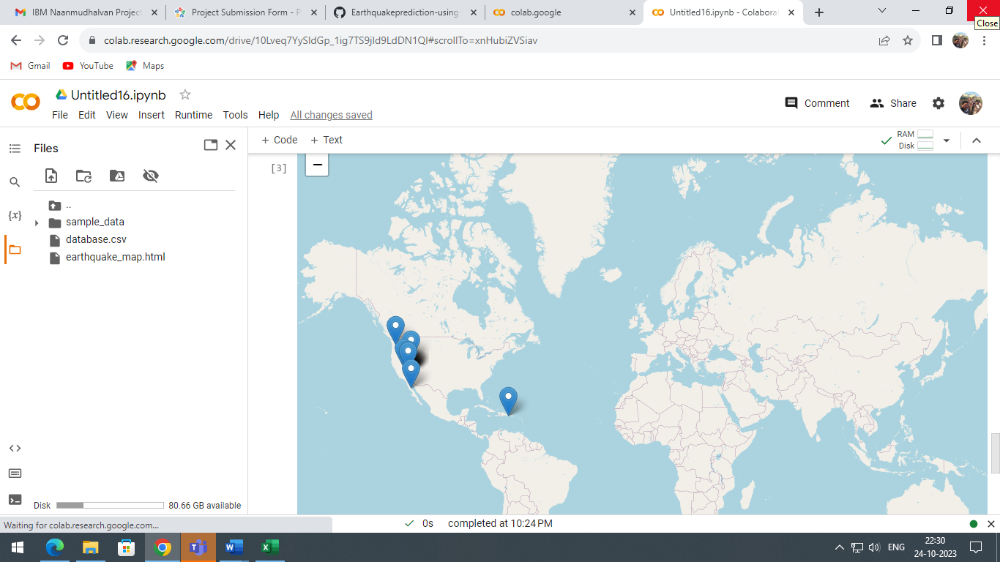 IBM Naanmudhalvan Project
Project Submission Form - P
Earthquakeprediction-using-
colab.google
Untitled16.ipynb - Colabora
Close
colab.research.google.com/drive/10Lveq7YySIdGp_1ig7TS9jld9LdDN1Ql#scrollTo=xnHubiZVSiav
Gmail
YouTube
Maps
Untitled16.ipynb
File Edit View Insert Runtime Tools Help All changes saved
Comment
Share
Files
+ Code + Text
RAM
Disk
[3]
−
..
sample_data
database.csv
earthquake_map.html
{x}
<>
Disk 80.66 GB available
Waiting for colab.research.google.com...
0s completed at 10:24 PM
ENG
22:30
24-10-2023